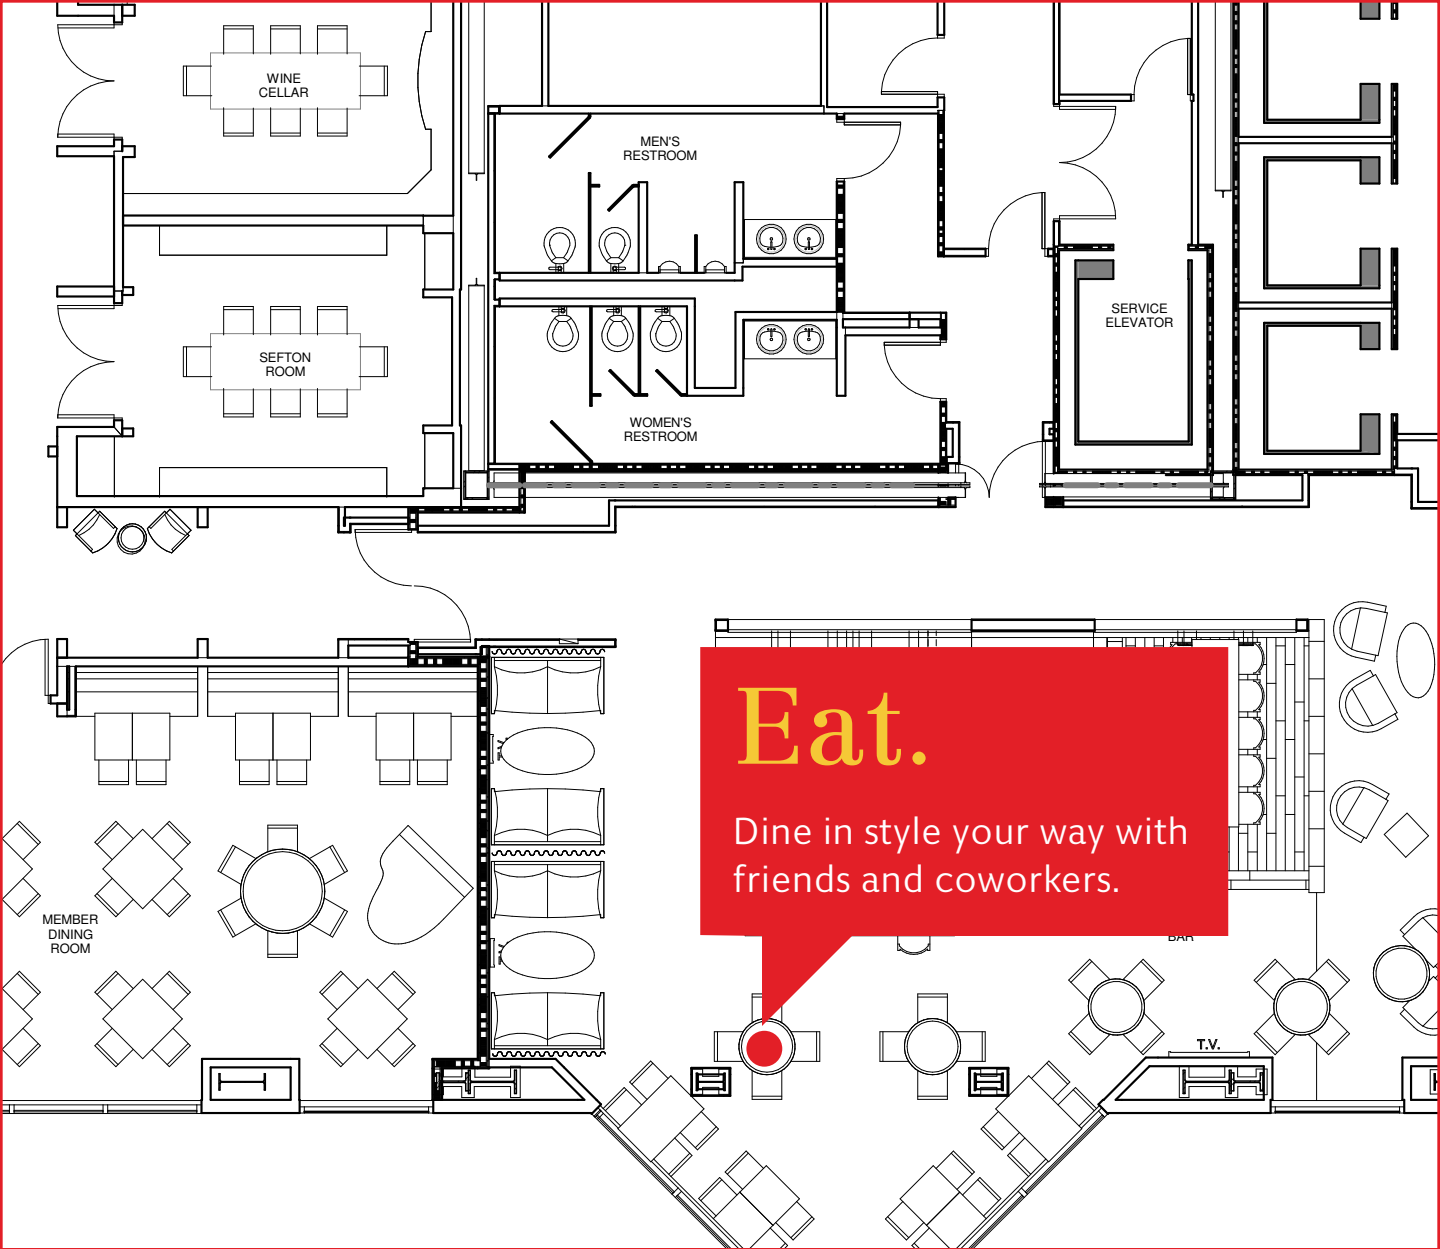 WINE
CELLAR
MEN'S
RESTROOM
SERVICE
ELEVATOR
SEFTON
ROOM
WOMEN'S
RESTROOM
Eat.
Dine in style your way with
friends and coworkers.
MEMBER
DINING
ROOM
BAR
T.V.